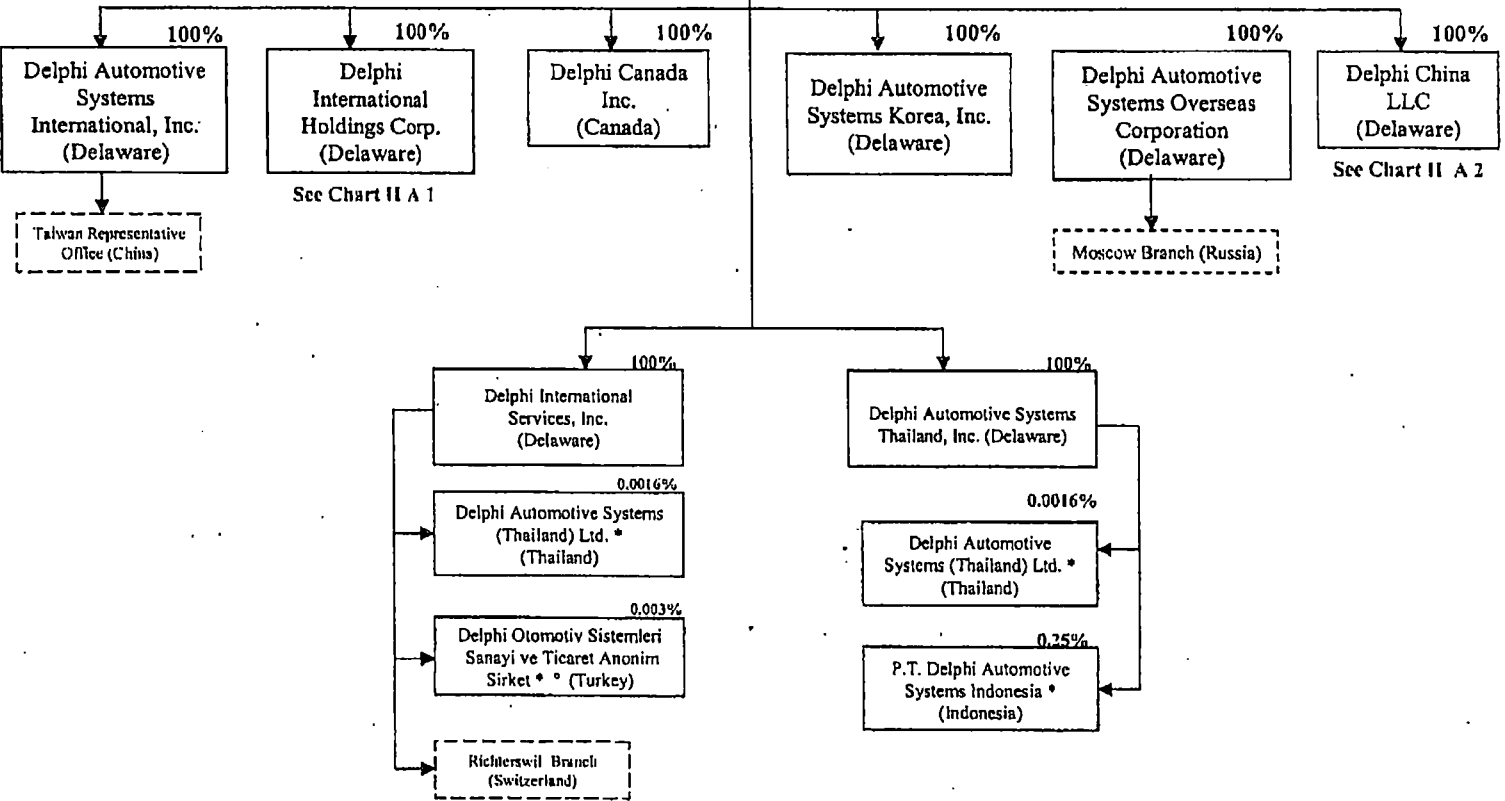 100%
Delphi Automotive
Systems
International, Inc.
(Delaware)
Taiwan Representative
Office (China)
100%
Delphi
International
Holdings Corp.
(Delaware)
See Chart II A 1
100%
Delphi Canada
Inc.
(Canada)
100%
Delphi Automotive
Systems Korea, Inc.
(Delaware)
100%
Delphi Automotive
Systems Overseas
Corporation
(Delaware)
Moscow Branch (Russia)
100%
Delphi China
LLC
(Delaware)
See Chart II A 2
100%
Delphi International
Services, Inc.
(Delaware)
0.0016%
Delphi Automotive Systems
(Thailand) Ltd. *
(Thailand)
0.003%
Delphi Otomotiv Sistemleri
Sanayi ve Ticaret Anonim
Sirket * ° (Turkey)
Richterswil Branch
(Switzerland)
100%
Delphi Automotive Systems
Thailand, Inc. (Delaware)
0.0016%
Delphi Automotive
Systems (Thailand) Ltd. *
(Thailand)
0.25%
P.T. Delphi Automotive
Systems Indonesia *
(Indonesia)